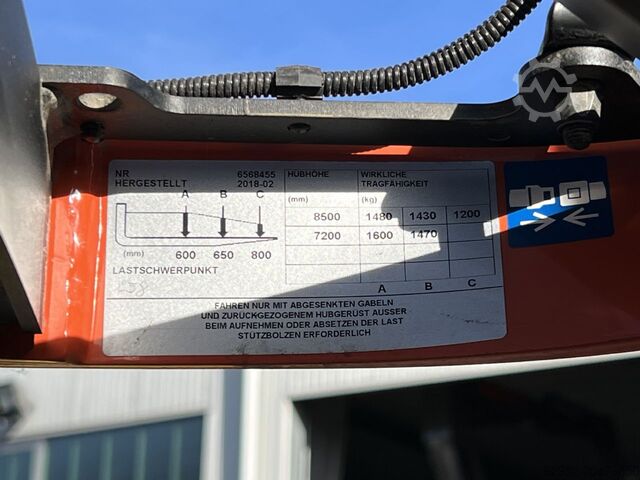 NR 6568455
HERGESTELLT 2018-02
A B C
(mm) 600 650 800
LASTSCHWERPUNKT
HÜBHÖHE WIRKLICHE
TRAGFÄHIGKEIT
(mm) (kg)
8500 1480 1430 1200
7200 1600 1470
A B C
FAHREN NUR MIT ABGESENKTEN GABELN
UND ZURÜCKGEZOGENEM HUBGERÜST AUSSER
BEIM AUFNEHMEN ODER ABSETZEN DER LAST
STÜTZBOLZEN ERFORDERLICH